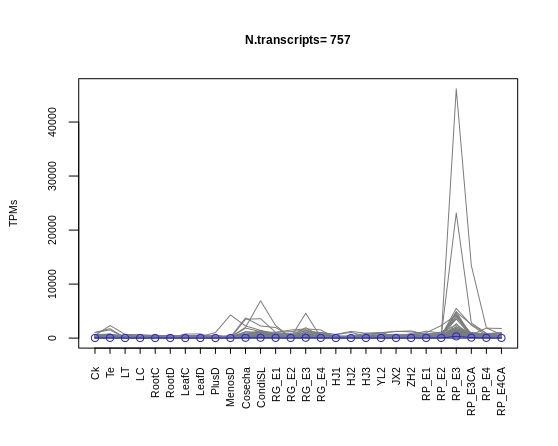 N.transcripts= 757
TPMs
40000
30000
20000
10000
0
Ck
Te
LT
LC
RootC
RootD
LeafC
LeafD
PlusD
MenosD
Cosecha
CondiSL
RG_E1
RG_E2
RG_E3
RG_E4
HJ1
HJ2
HJ3
YL2
JX2
ZH2
RP_E1
RP_E2
RP_E3
RP_E3CA
RP_E4
RP_E4CA